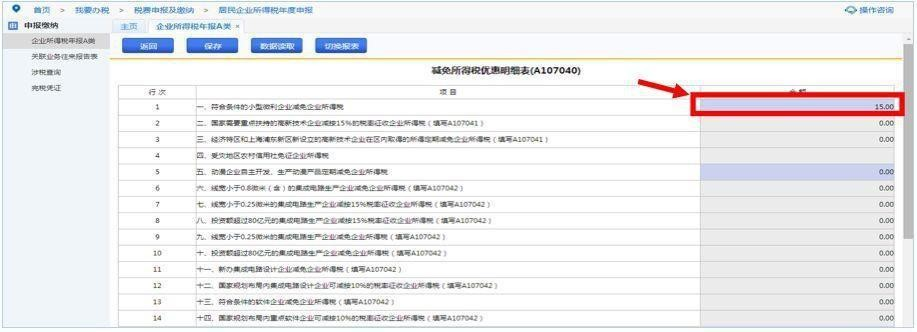 首页 > 我要办税 > 税费申报及缴纳 > 居民企业所得税年度申报 操作咨询
申报缴纳
企业所得税年报A类
关联业务往来报告表
涉税查询
完税凭证
主页 企业所得税年报A类 ×
返回 保存 数据读取 切换报表
减免所得税优惠明细表(A107040)
行次 项目 金额
1 一、符合条件的小型微利企业减免企业所得税 15.00
2 二、国家需要重点扶持的高新技术企业减按15%的税率征收企业所得税（填写A107041） 0.00
3 三、经济特区和上海浦东新区新设立的高新技术企业在区内取得的所得定期减免企业所得税（填写A107041） 0.00
4 四、受灾地区农村信用社免征企业所得税
5 五、动漫企业自主开发、生产动漫产品定期减免企业所得税 0.00
6 六、线宽小于0.8微米（含）的集成电路生产企业减免企业所得税（填写A107042） 0.00
7 七、线宽小于0.25微米的集成电路生产企业减按15%税率征收企业所得税（填写A107042） 0.00
8 八、投资额超过80亿元的集成电路生产企业减按15%税率征收企业所得税（填写A107042） 0.00
9 九、线宽小于0.25微米的集成电路生产企业减免企业所得税（填写A107042） 0.00
10 十、投资额超过80亿元的集成电路生产企业减免企业所得税（填写A107042） 0.00
11 十一、新办集成电路设计企业减免企业所得税（填写A107042） 0.00
12 十二、国家规划布局内集成电路设计企业可减按10%的税率征收企业所得税（填写A107042） 0.00
13 十三、符合条件的软件企业减免企业所得税（填写A107042） 0.00
14 十四、国家规划布局内重点软件企业可减按10%的税率征收企业所得税（填写A107042） 0.00